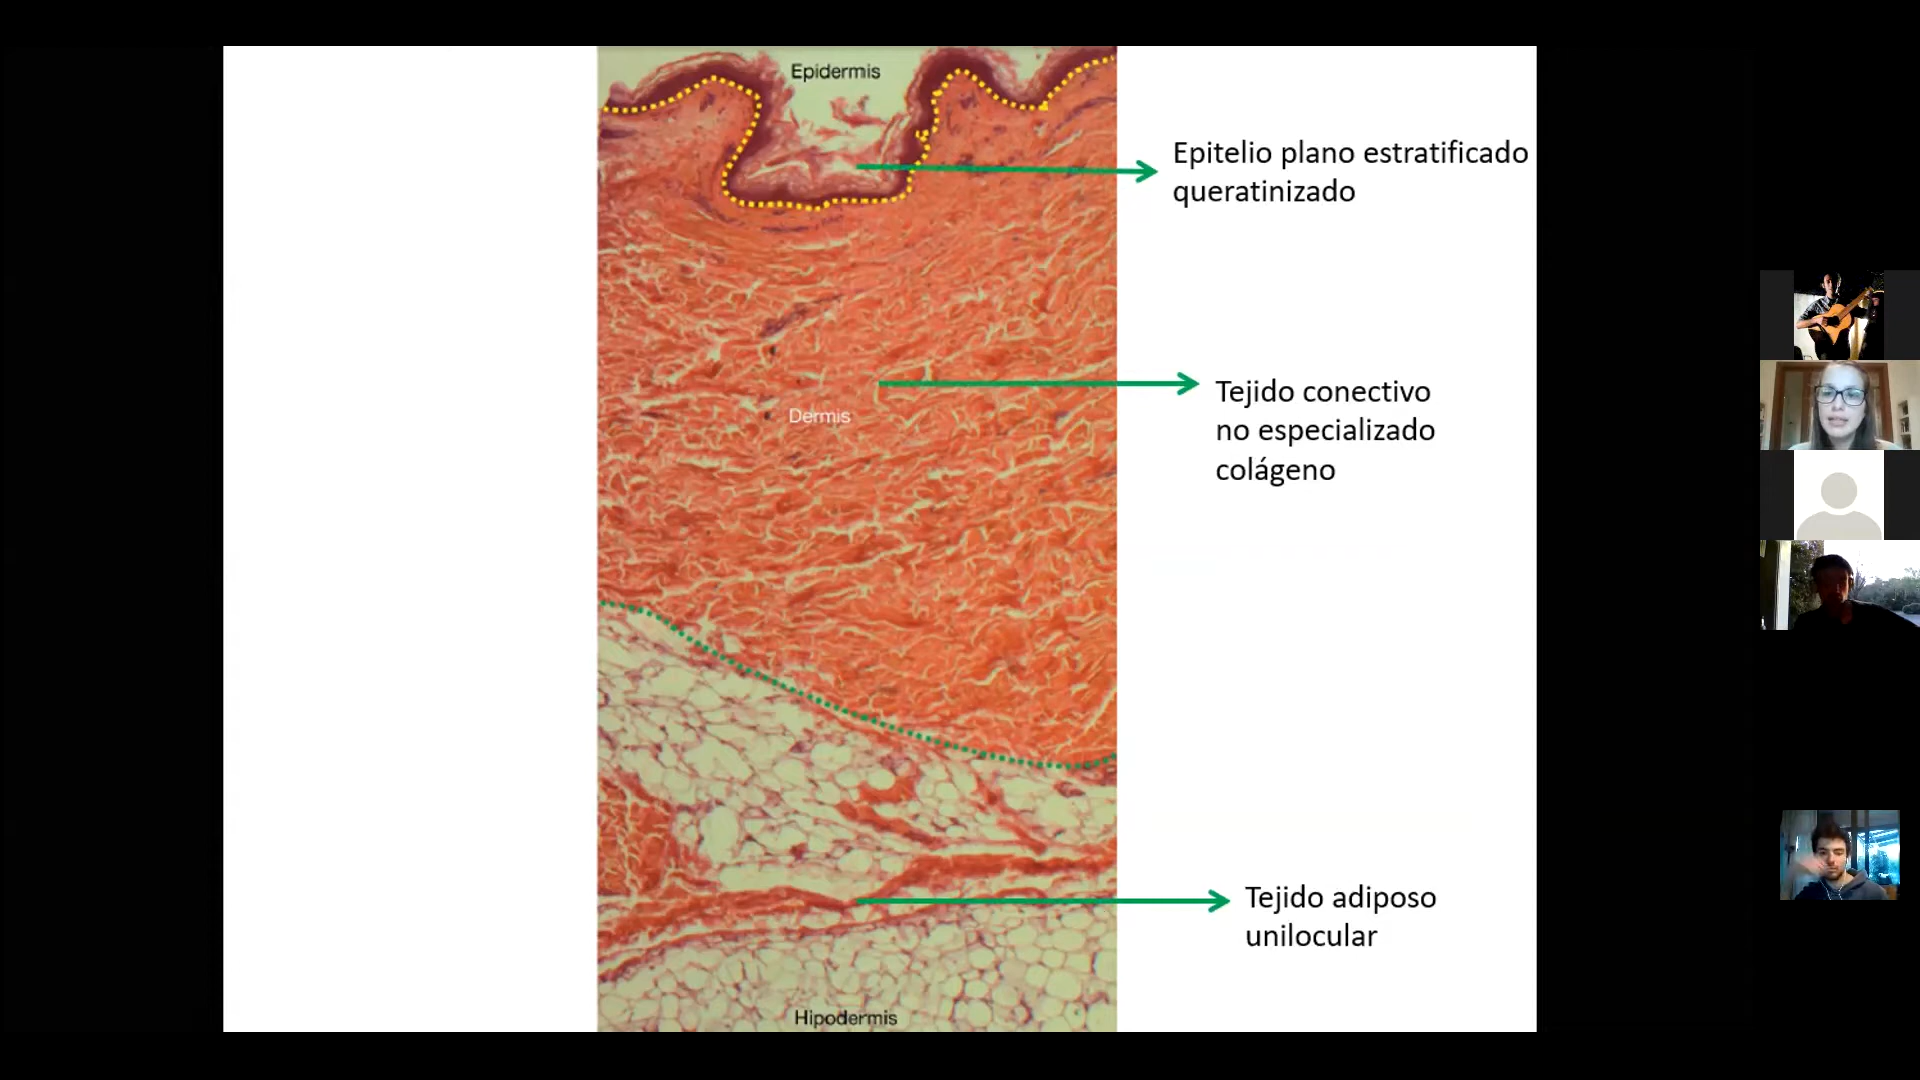 Epidermis
Epitelio plano estratificado
queratinizado
Tejido conectivo
no especializado
colágeno
Dermis
Tejido adiposo
unilocular
Hipodermis